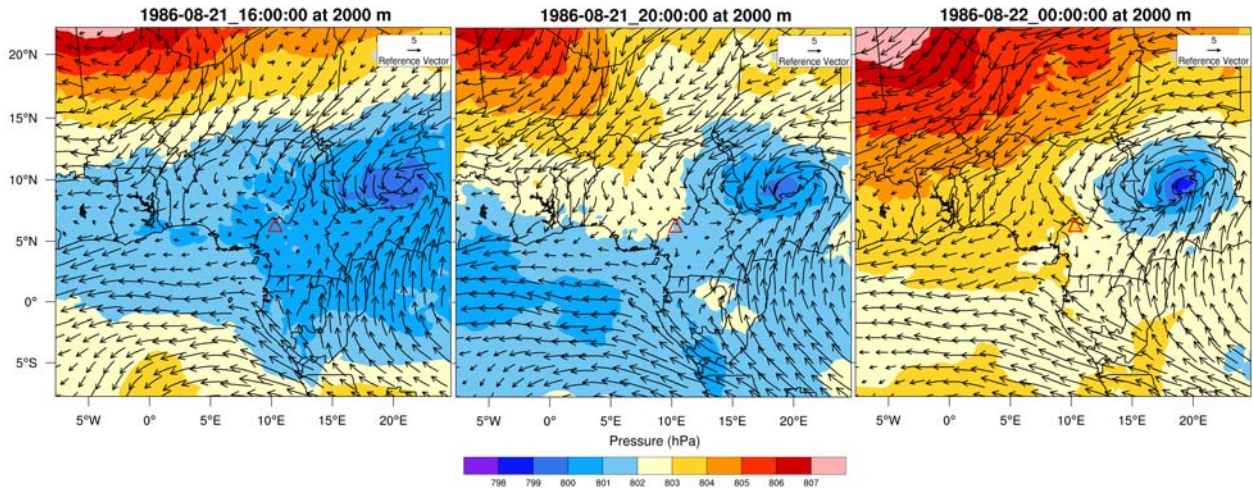 1986-08-21_16:00:00 at 2000 m
1986-08-21_20:00:00 at 2000 m
1986-08-22_00:00:00 at 2000 m
5
Reference Vector
5
Reference Vector
5
Reference Vector
20°N
15°N
10°N
5°N
0°
5°S
5°W 0° 5°E 10°E 15°E 20°E
5°W 0° 5°E 10°E 15°E 20°E
5°W 0° 5°E 10°E 15°E 20°E
Pressure (hPa)
798 799 800 801 802 803 804 805 806 807